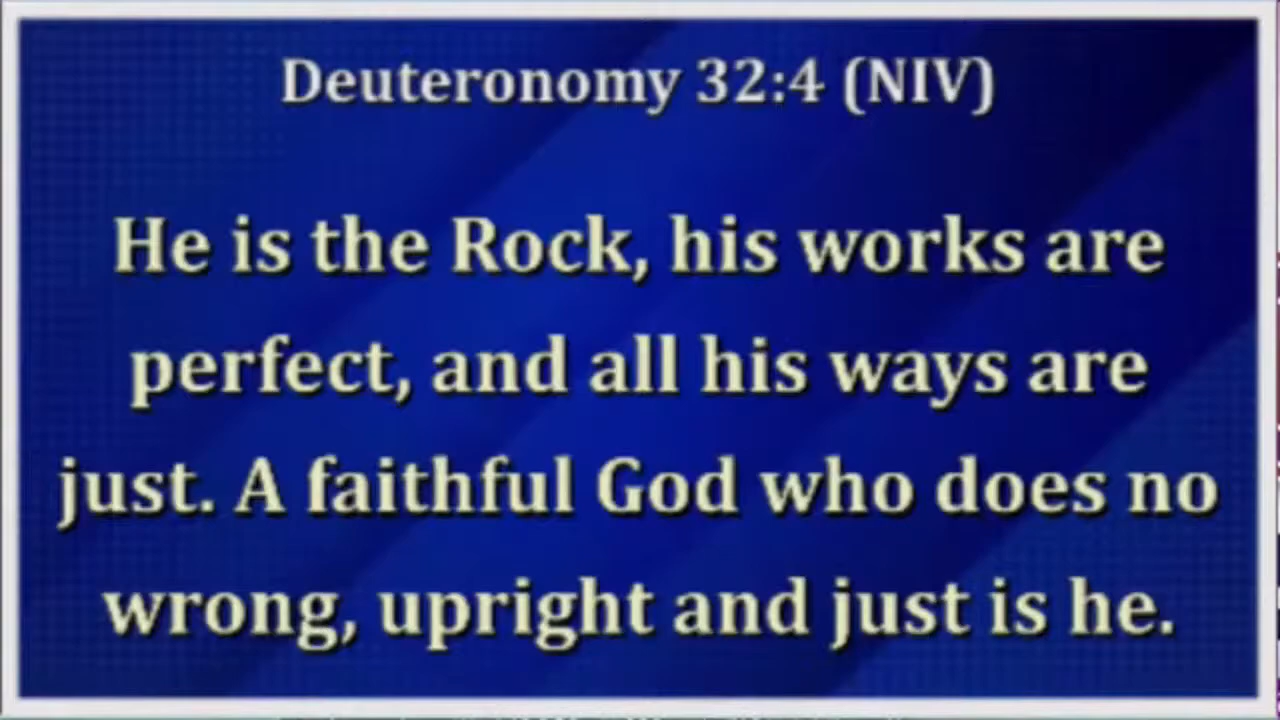 Deuteronomy 32:4 (NIV)
He is the Rock, his works are
perfect, and all his ways are
just. A faithful God who does no
wrong, upright and just is he.